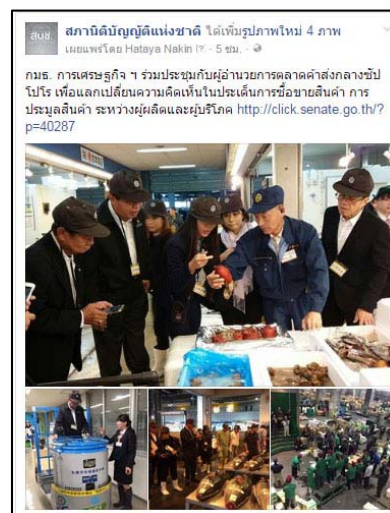 สภานิติบัญญัติแห่งชาติ ได้เพิ่มรูปภาพใหม่ 4 ภาพ
เผยแพร่โดย Hataya Nakin [?] · 5 ชม. ·
กมธ. การเศรษฐกิจ ฯ ร่วมประชุมกับผู้อำนวยการตลาดค้าส่งกลางซัป
โปโร เพื่อแลกเปลี่ยนความคิดเห็นในประเด็นการซื้อขายสินค้า การ
ประมูลสินค้า ระหว่างผู้ผลิตและผู้บริโภค http://click.senate.go.th/?
p=40287